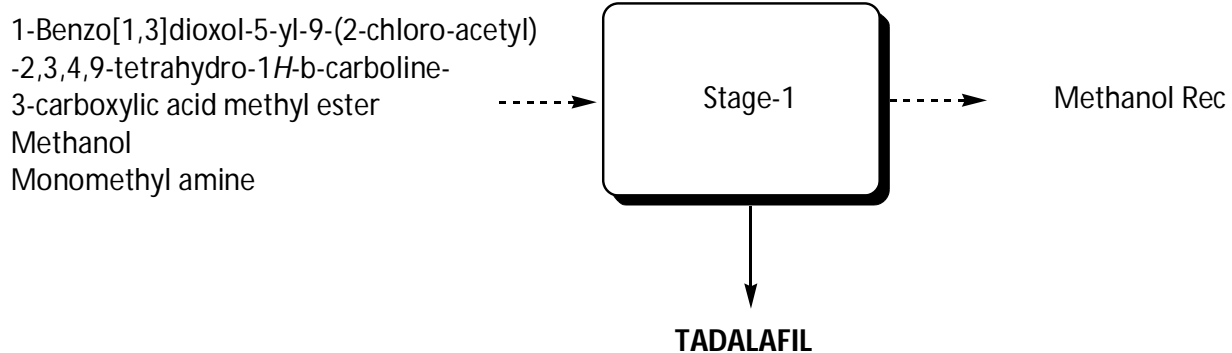 1-Benzo[1,3]dioxol-5-yl-9-(2-chloro-acetyl)
-2,3,4,9-tetrahydro-1H-b-carboline-
3-carboxylic acid methyl ester
Methanol
Monomethyl amine
Stage-1
Methanol Rec
TADALAFIL